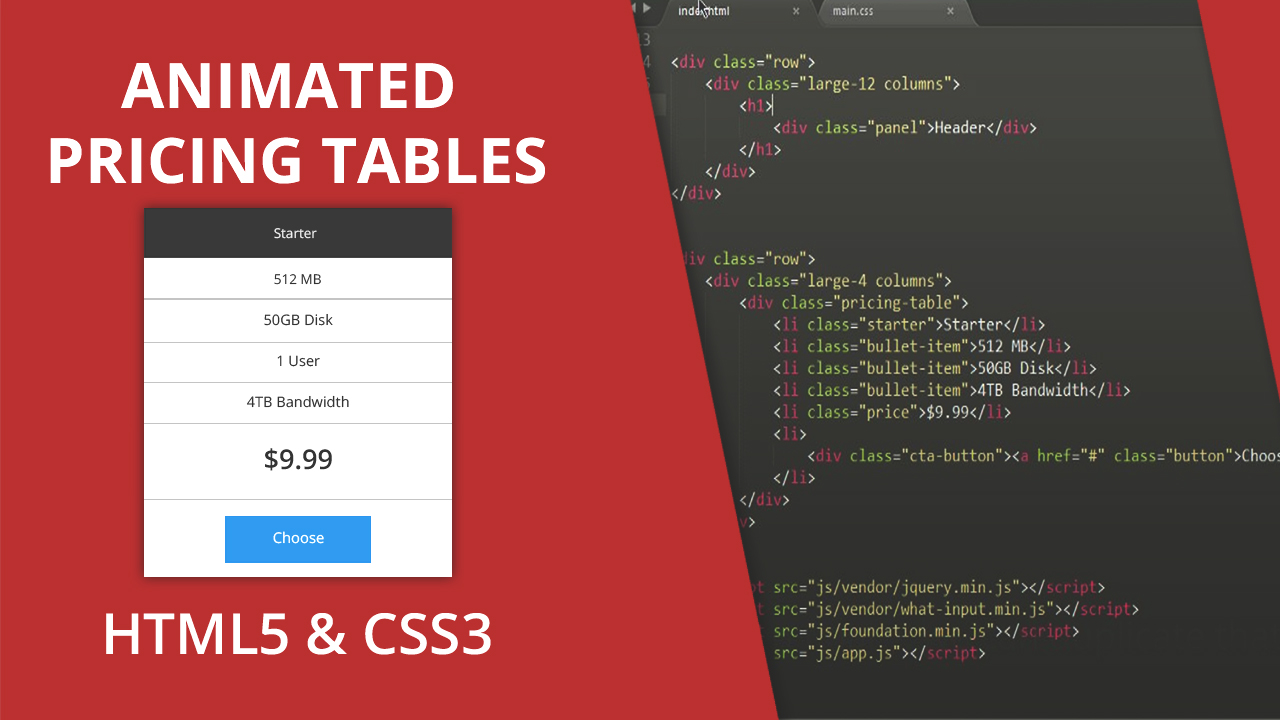 ANIMATED
PRICING TABLES
Starter
512 MB
50GB Disk
1 User
4TB Bandwidth
$9.99
Choose
HTML5 & CSS3
index.html × main.css ×
13
4
<div class="row">
<div class="large-12 columns">
<h1>
<div class="panel">Header</div>
</h1>
</div>
</div>
iv class="row">
<div class="large-4 columns">
<div class="pricing-table">
<li class="starter">Starter</li>
<li class="bullet-item">512 MB</li>
<li class="bullet-item">50GB Disk</li>
<li class="bullet-item">4TB Bandwidth</li>
<li class="price">$9.99</li>
<li>
<div class="cta-button"><a href="#" class="button">Choos
</li>
</div>
v>
t src="js/vendor/jquery.min.js"></script>
src="js/vendor/what-input.min.js"></script>
src="js/foundation.min.js"></script>
src="js/app.js"></script>